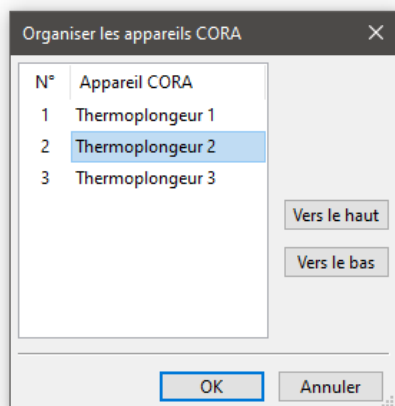 Organiser les appareils CORA
N° Appareil CORA
1 Thermoplongeur 1
2 Thermoplongeur 2
3 Thermoplongeur 3
Vers le haut
Vers le bas
OK Annuler